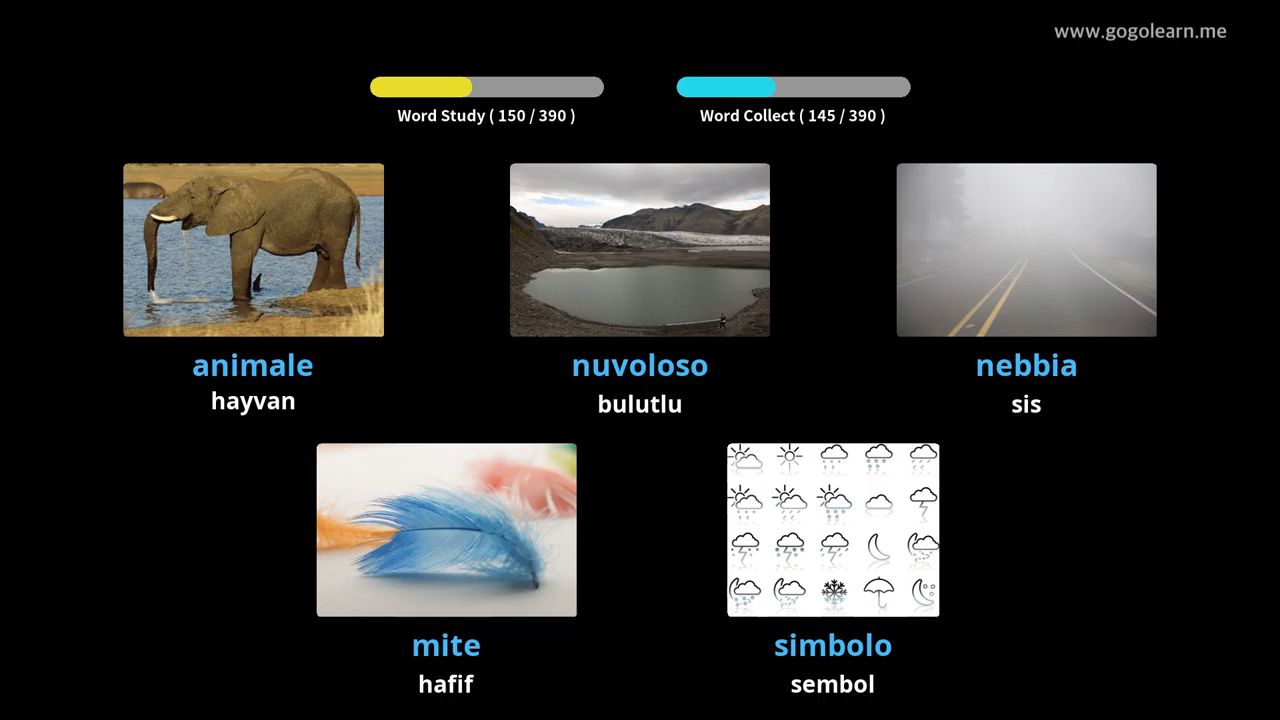 www.gogolearn.me
Word Study ( 150 / 390 )
Word Collect ( 145 / 390 )
animale
hayvan
nuvoloso
bulutlu
nebbia
sis
mite
hafif
simbolo
sembol